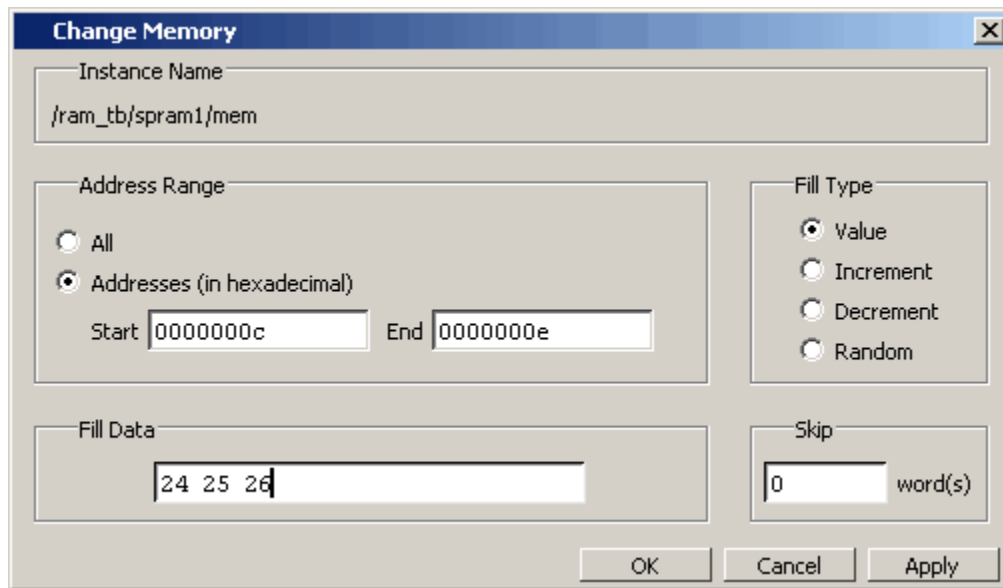 Change Memory
Instance Name
/ram_tb/spram1/mem
Address Range
All
Addresses (in hexadecimal)
Start 0000000c End 0000000e
Fill Type
Value
Increment
Decrement
Random
Fill Data
24 25 26
Skip
0 word(s)
OK Cancel Apply